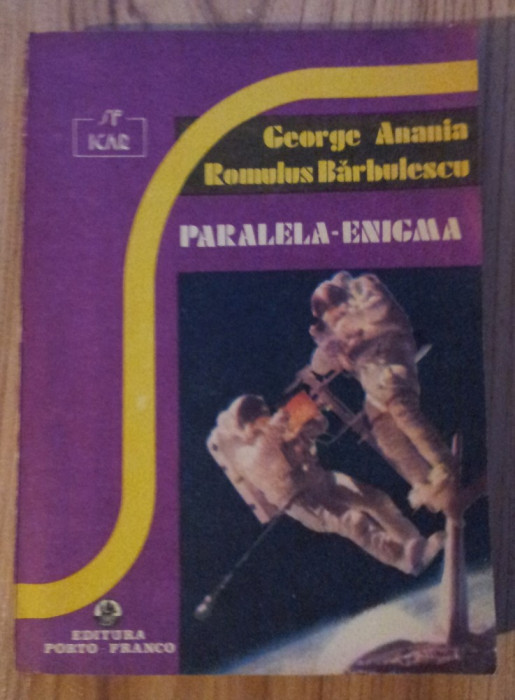 SF
ICAR
George Anania
Romulus Bărbulescu
PARALELA-ENIGMA
EDITURA
PORTO-FRANCO